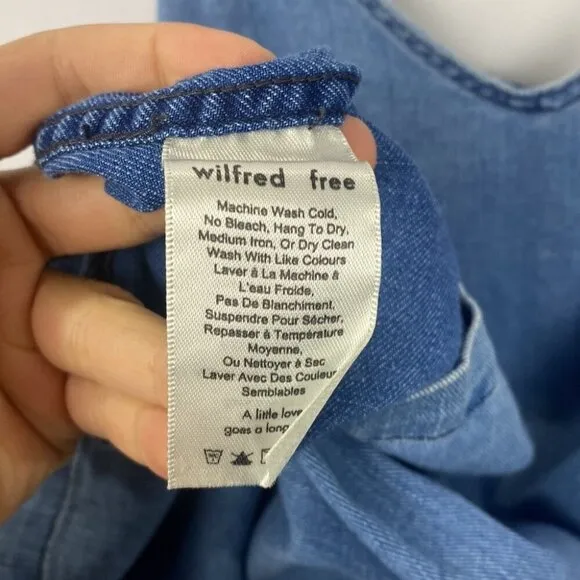 wilfred free
Machine Wash Cold,
No Bleach, Hang To Dry,
Medium Iron, Or Dry Clean
Wash With Like Colours
Laver à La Machine à
L'eau Froide,
Pas De Blanchiment,
Suspendre Pour Sécher,
Repasser à Température
Moyenne,
Ou Nettoyer à Sec
Laver Avec Des Couleur
Semblables
A little love
goes a long